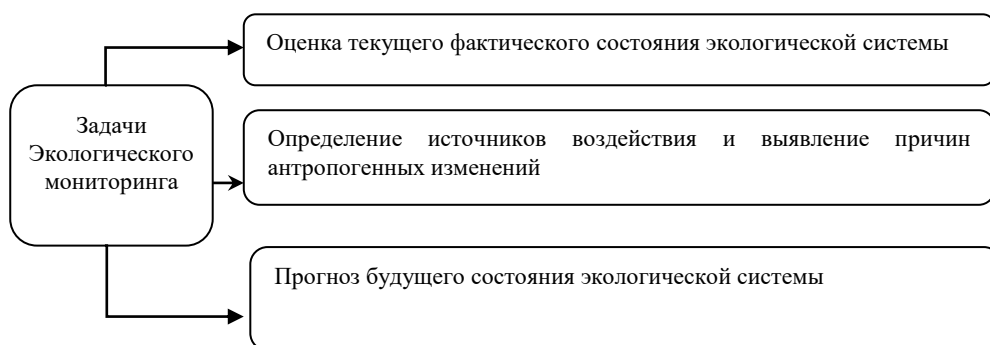 Оценка текущего фактического состояния экологической системы
Задачи
Экологического
мониторинга
Определение источников воздействия и выявление причин
антропогенных изменений
Прогноз будущего состояния экологической системы